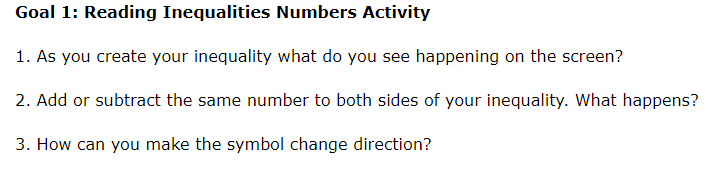 Goal 1: Reading Inequalities Numbers Activity
1. As you create your inequality what do you see happening on the screen?
2. Add or subtract the same number to both sides of your inequality. What happens?
3. How can you make the symbol change direction?